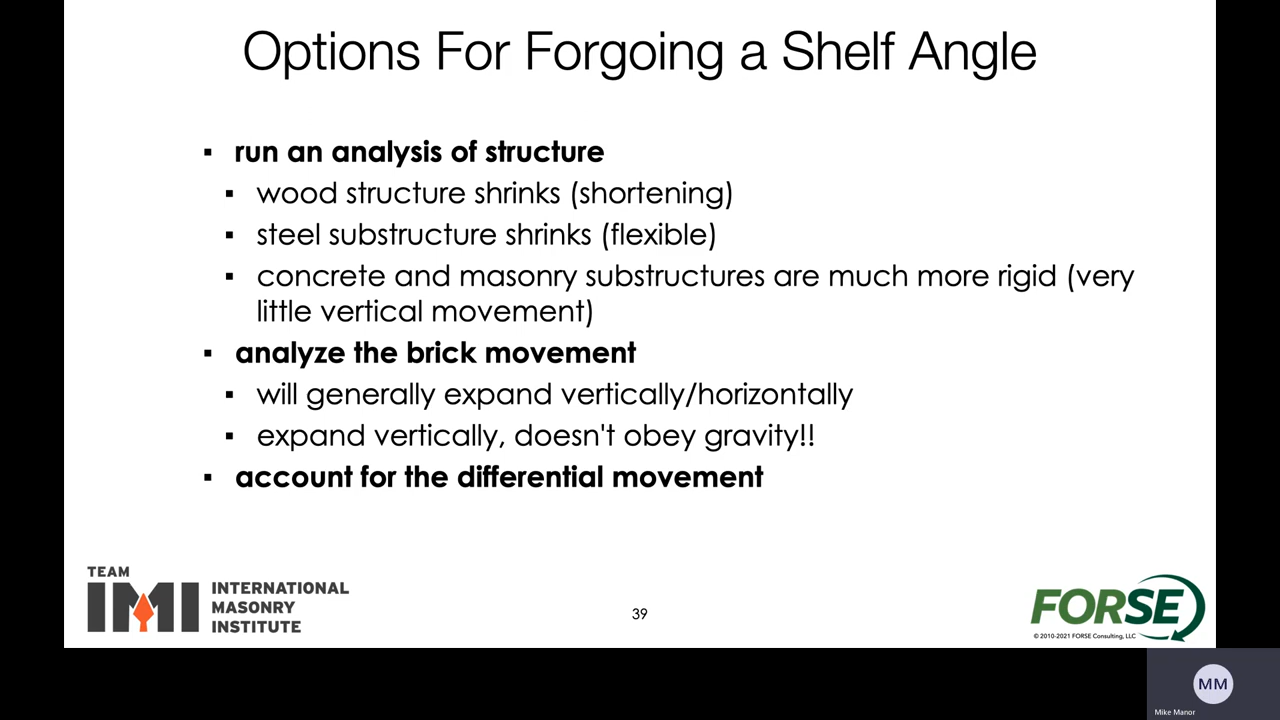 Options For Forgoing a Shelf Angle
▪ run an analysis of structure
▪ wood structure shrinks (shortening)
▪ steel substructure shrinks (flexible)
▪ concrete and masonry substructures are much more rigid (very
little vertical movement)
▪ analyze the brick movement
▪ will generally expand vertically/horizontally
▪ expand vertically, doesn't obey gravity!!
▪ account for the differential movement
TEAM
IMI
INTERNATIONAL
MASONRY
INSTITUTE
39
FORSE
© 2010-2021 FORSE Consulting, LLC
MM
Mike Manor